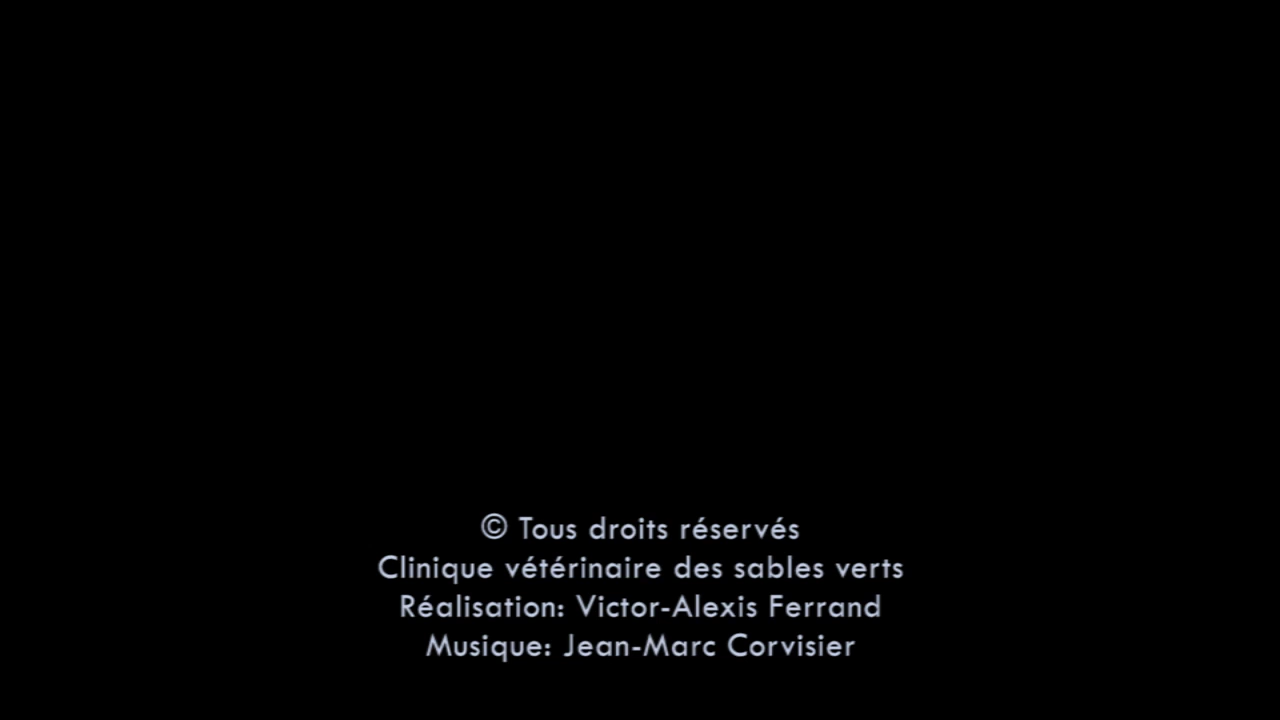 © Tous droits réservés
Clinique vétérinaire des sables verts
Réalisation: Victor-Alexis Ferrand
Musique: Jean-Marc Corvisier